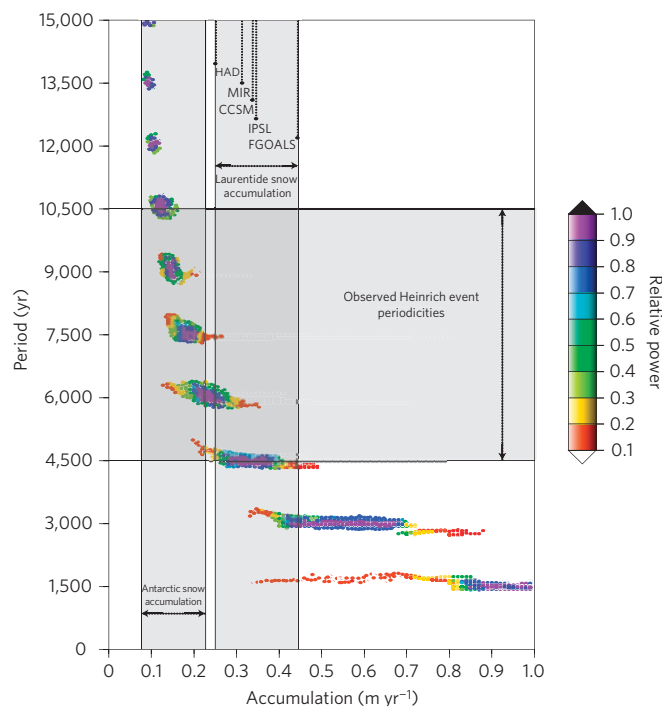 15,000
13,500
12,000
10,500
9,000
7,500
6,000
4,500
3,000
1,500
0
Period (yr)
HAD
MIR
CCSM
IPSL
FGOALS
Laurentide snow
accumulation
Observed Heinrich event
periodicities
Antarctic snow
accumulation
0 0.1 0.2 0.3 0.4 0.5 0.6 0.7 0.8 0.9 1.0
Accumulation (m yr⁻¹)
1.0
0.9
0.8
0.7
0.6
0.5
0.4
0.3
0.2
0.1
Relative power